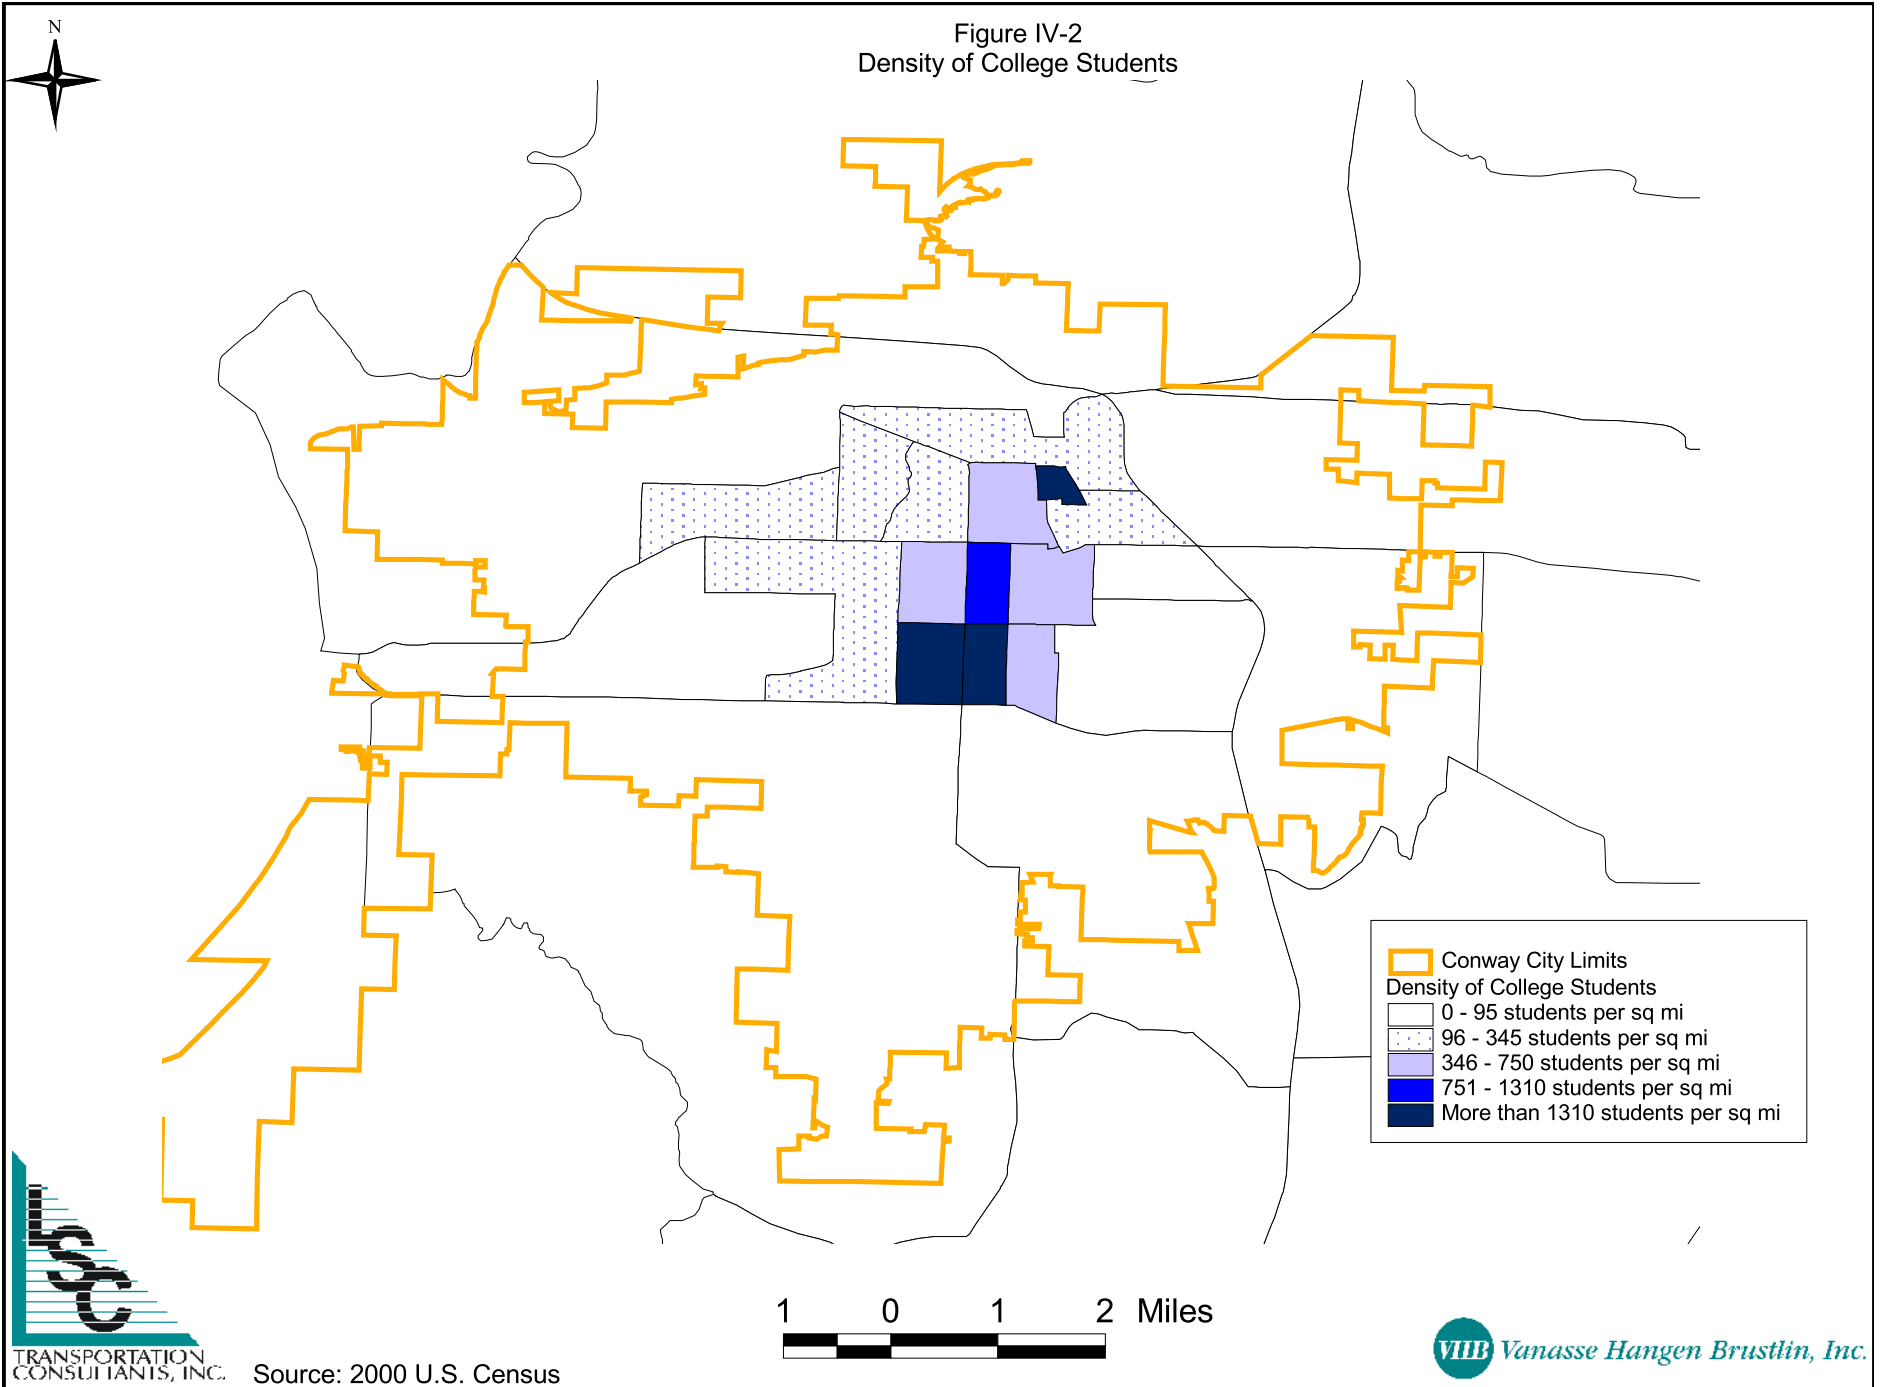 N
Figure IV-2
Density of College Students
Conway City Limits
Density of College Students
0 - 95 students per sq mi
96 - 345 students per sq mi
346 - 750 students per sq mi
751 - 1310 students per sq mi
More than 1310 students per sq mi
1 0 1 2 Miles
LSC
TRANSPORTATION
CONSULTANTS, INC.
Source: 2000 U.S. Census
VHB Vanasse Hangen Brustlin, Inc.